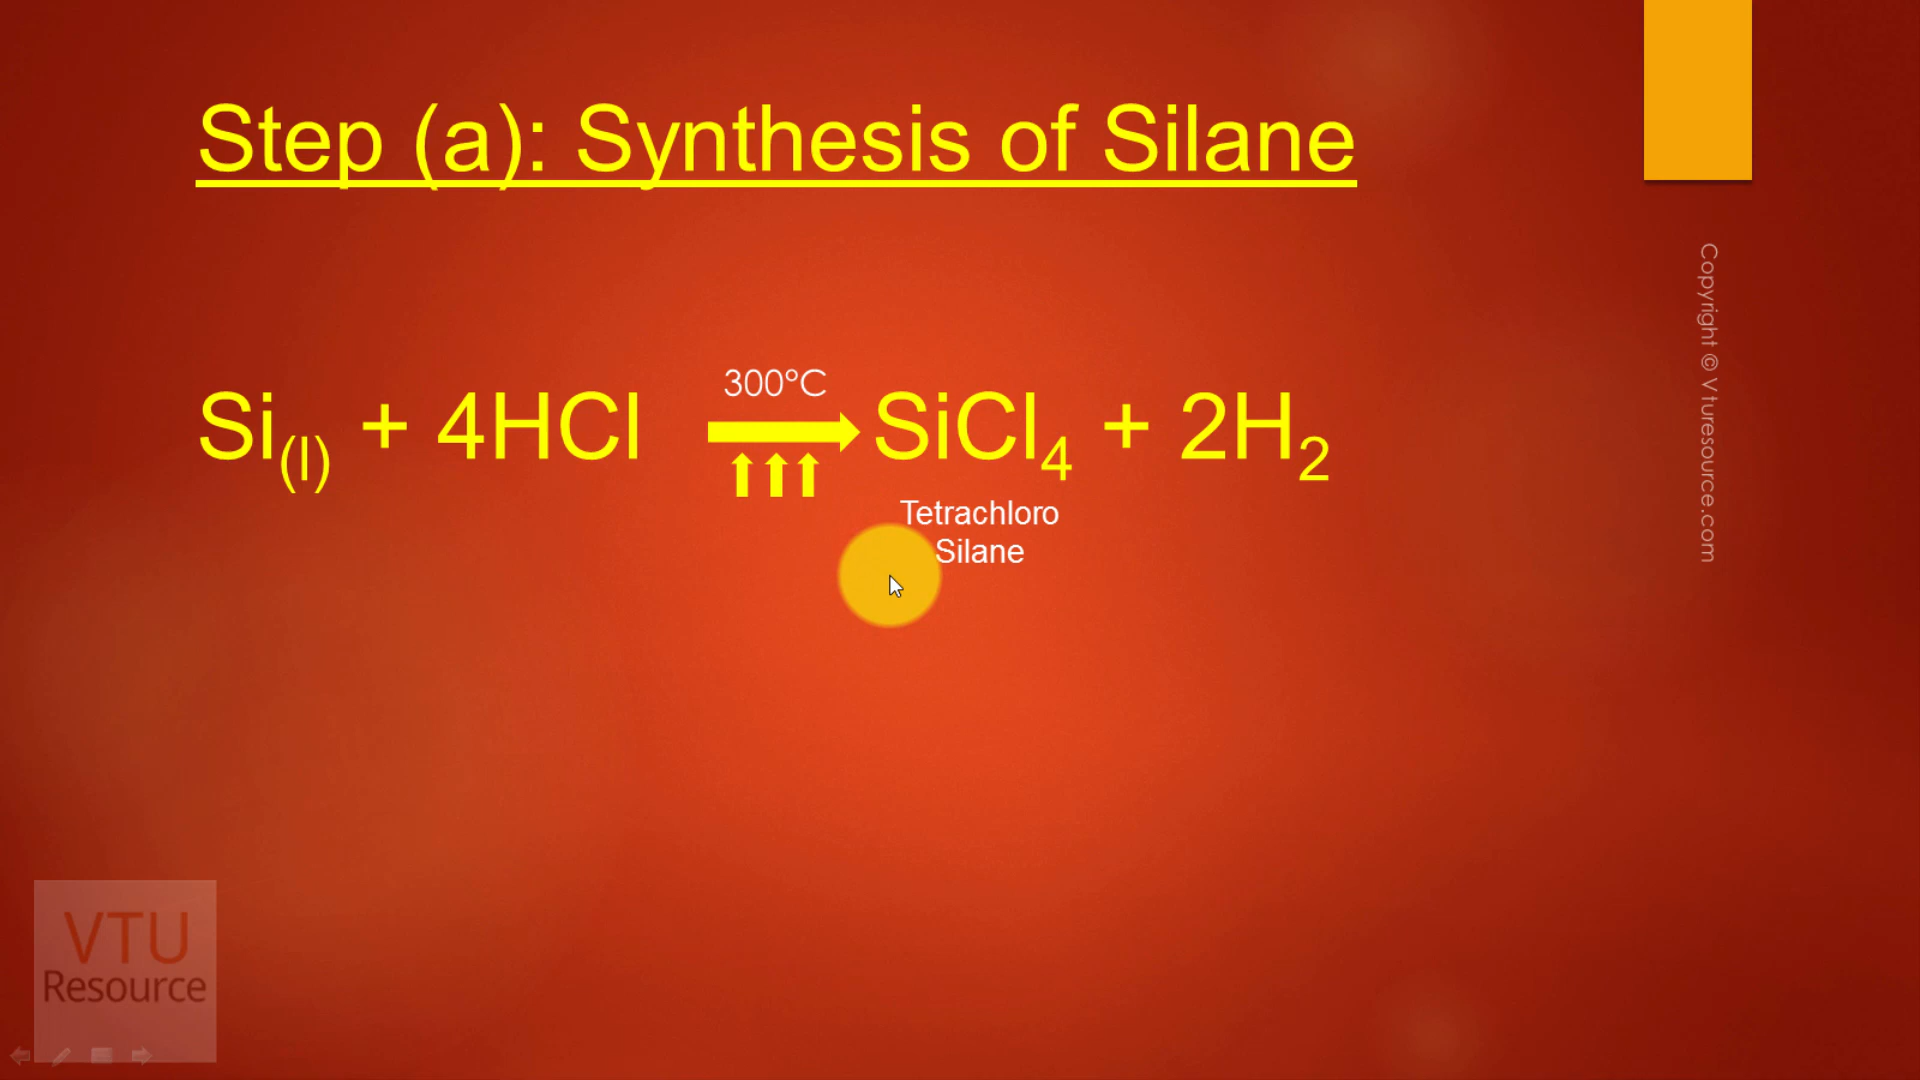 Step (a): Synthesis of Silane
300°C
Si(l) + 4HCl SiCl4 + 2H2
Tetrachloro
Silane
Copyright © Vturesource.com
VTU
Resource